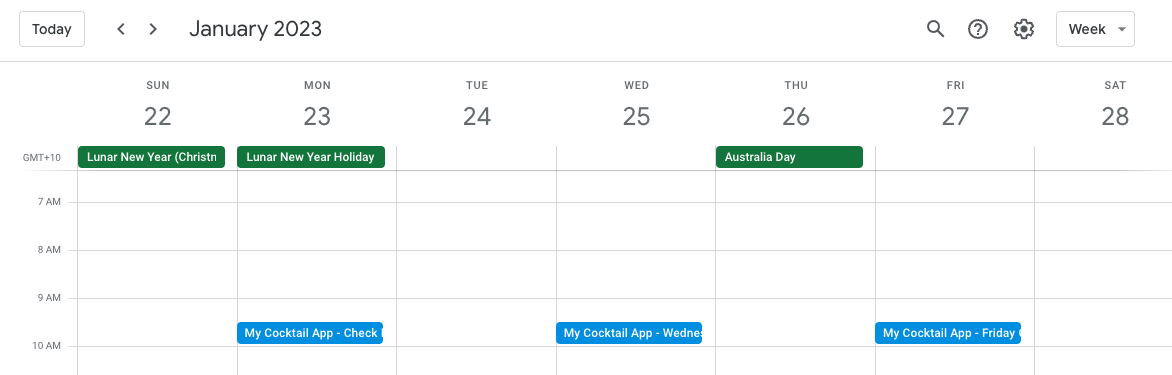 Today
January 2023
Week
SUN MON TUE WED THU FRI SAT
22 23 24 25 26 27 28
GMT+10 Lunar New Year (Christn Lunar New Year Holiday Australia Day
7 AM
8 AM
9 AM
My Cocktail App - Check My Cocktail App - Wednes My Cocktail App - Friday
10 AM